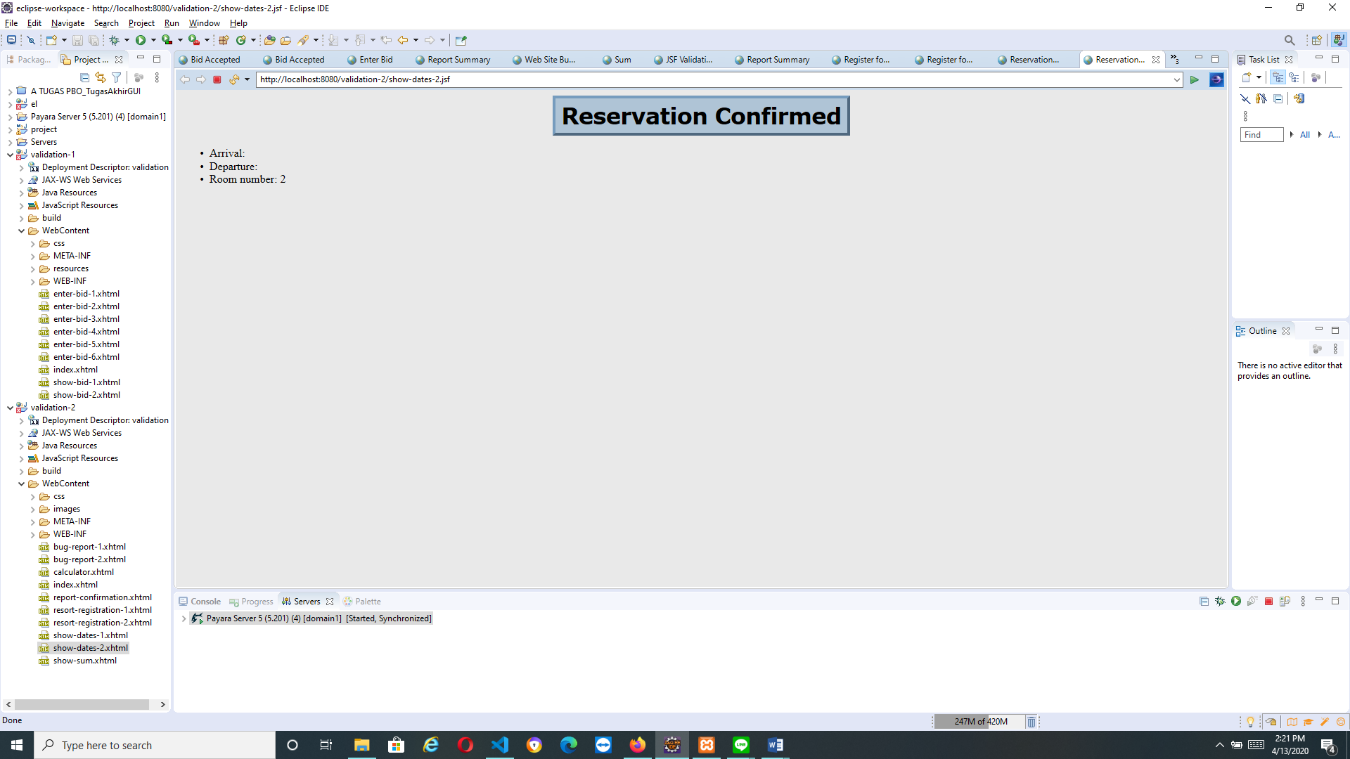 eclipse-workspace - http://localhost:8080/validation-2/show-dates-2.jsf - Eclipse IDE
File Edit Navigate Search Project Run Window Help
Packag... Project ...
Bid Accepted Bid Accepted Enter Bid Report Summary Web Site Bu... Sum JSF Validati... Report Summary Register fo... Register fo... Reservation... Reservation... »3
Task List
http://localhost:8080/validation-2/show-dates-2.jsf
A TUGAS PBO_TugasAkhirGUI
el
Payara Server 5 (5.201) (4) [domain1]
project
Servers
validation-1
Deployment Descriptor: validation
JAX-WS Web Services
Java Resources
JavaScript Resources
build
WebContent
css
META-INF
resources
WEB-INF
enter-bid-1.xhtml
enter-bid-2.xhtml
enter-bid-3.xhtml
enter-bid-4.xhtml
enter-bid-5.xhtml
enter-bid-6.xhtml
index.xhtml
show-bid-1.xhtml
show-bid-2.xhtml
validation-2
Deployment Descriptor: validation
JAX-WS Web Services
Java Resources
JavaScript Resources
build
WebContent
css
images
META-INF
WEB-INF
bug-report-1.xhtml
bug-report-2.xhtml
calculator.xhtml
index.xhtml
report-confirmation.xhtml
resort-registration-1.xhtml
resort-registration-2.xhtml
show-dates-1.xhtml
show-dates-2.xhtml
show-sum.xhtml
Reservation Confirmed
• Arrival:
• Departure:
• Room number: 2
Find All A...
Outline
There is no active editor that
provides an outline.
Console Progress Servers Palette
Payara Server 5 (5.201) (4) [domain1] [Started, Synchronized]
Done
247M of 420M
Type here to search
2:21 PM
4/13/2020
4